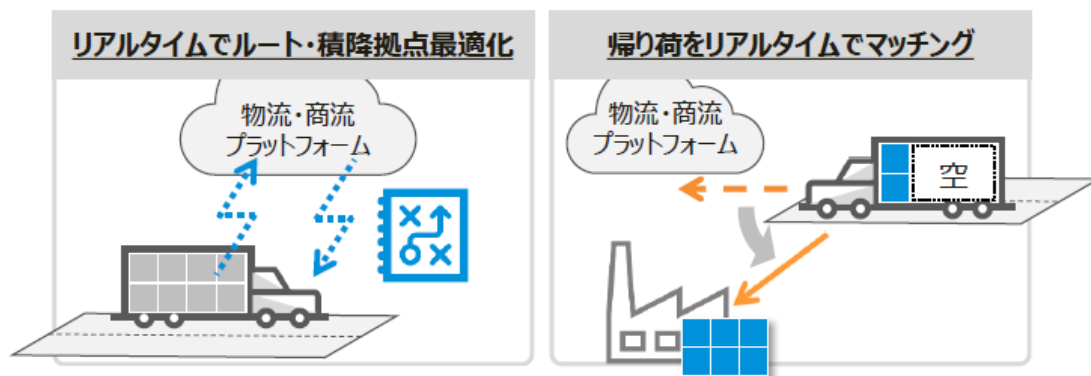 リアルタイムでルート・積降拠点最適化
物流・商流
プラットフォーム
帰り荷をリアルタイムでマッチング
物流・商流
プラットフォーム
空